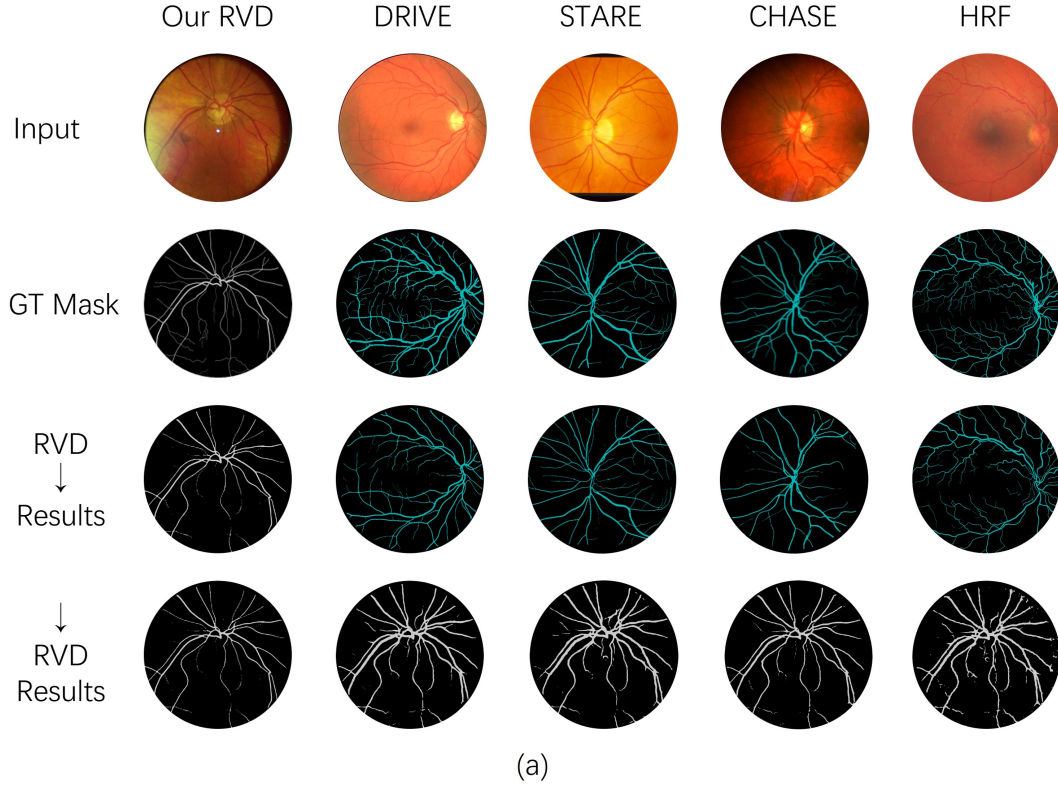 Our RVD DRIVE STARE CHASE HRF
Input
GT Mask
RVD
↓
Results
↓
RVD
Results
(a)